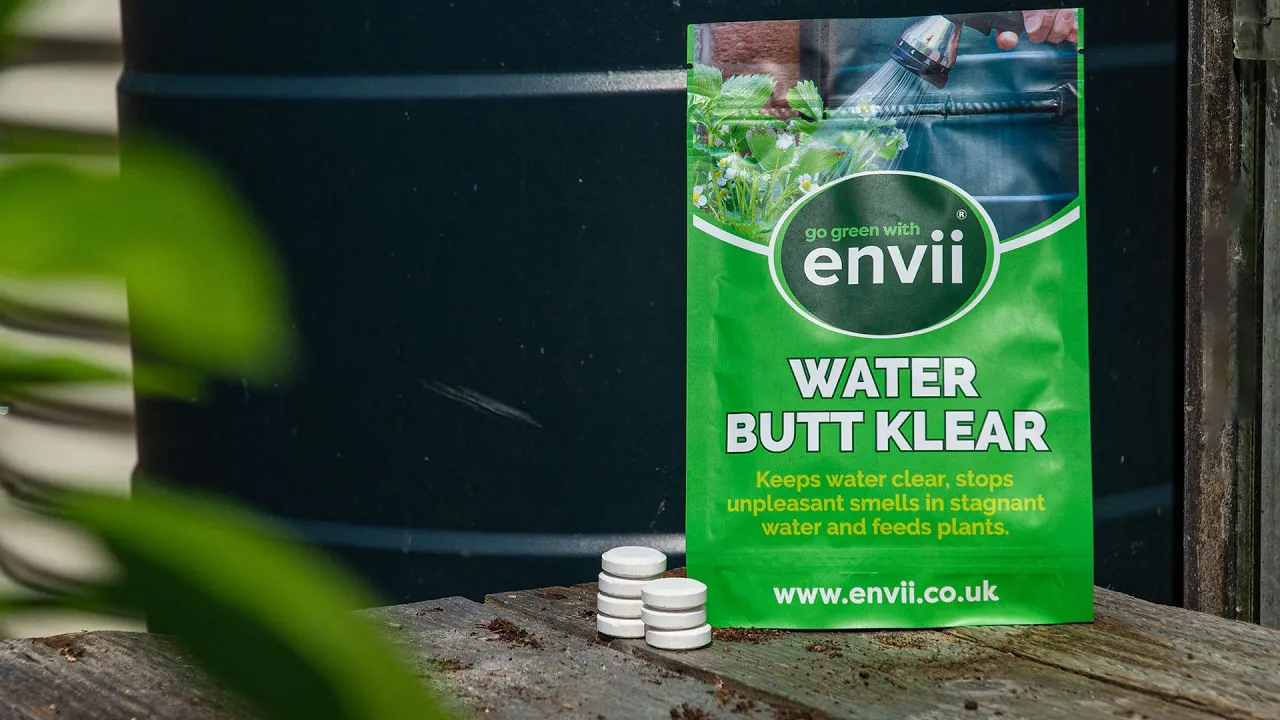 go green with
®
envii
WATER
BUTT KLEAR
Keeps water clear, stops
unpleasant smells in stagnant
water and feeds plants.
www.envii.co.uk